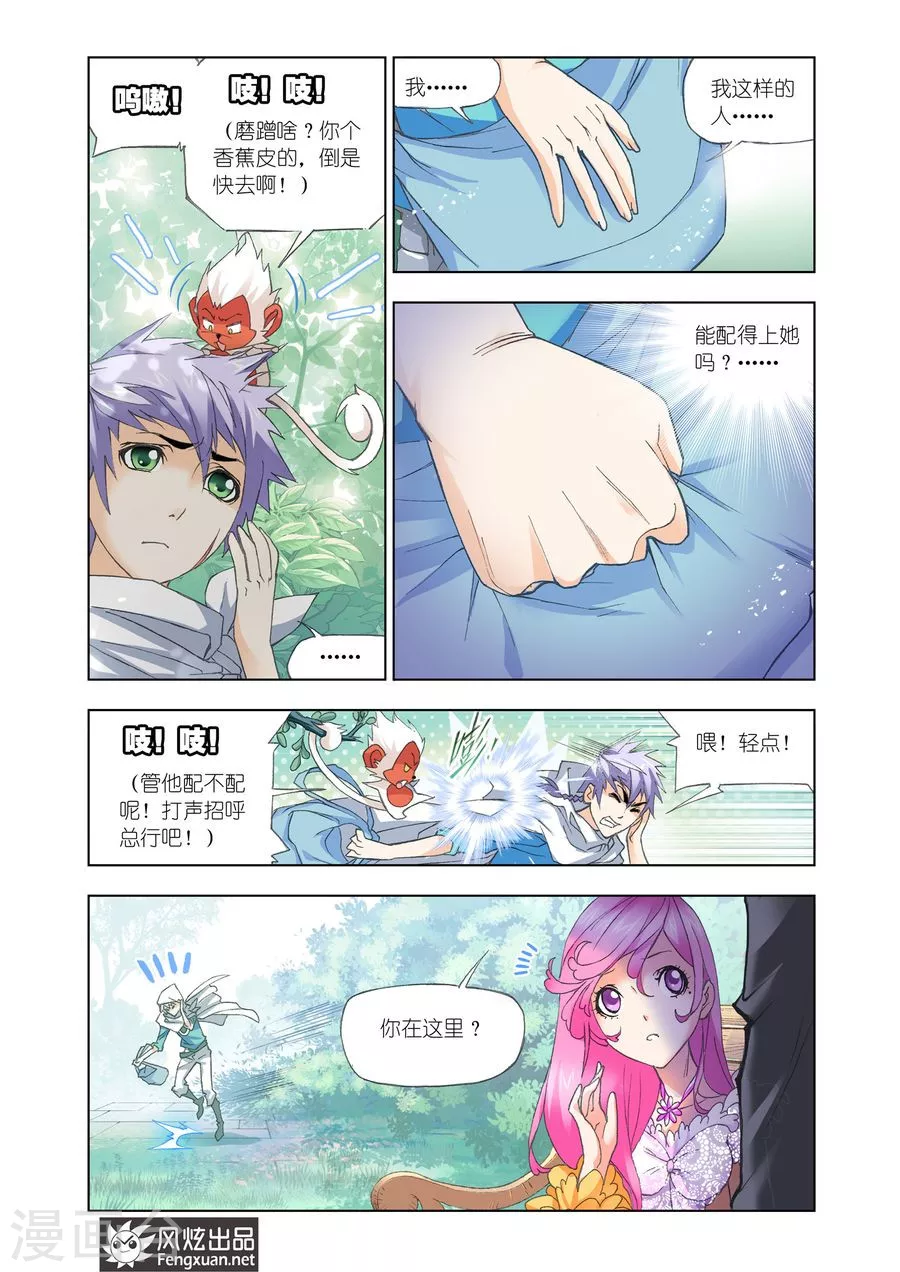 呜嗷！
吱！吱！
（磨蹭啥？你个
香蕉皮的，倒是
快去啊！）
……
我……
我这样的
人……
能配得上她
吗？……
吱！吱！
（管他配不配
呢！打声招呼
总行吧！）
喂！轻点！
你在这里？
漫画台
风炫出品
Fengxuan.net